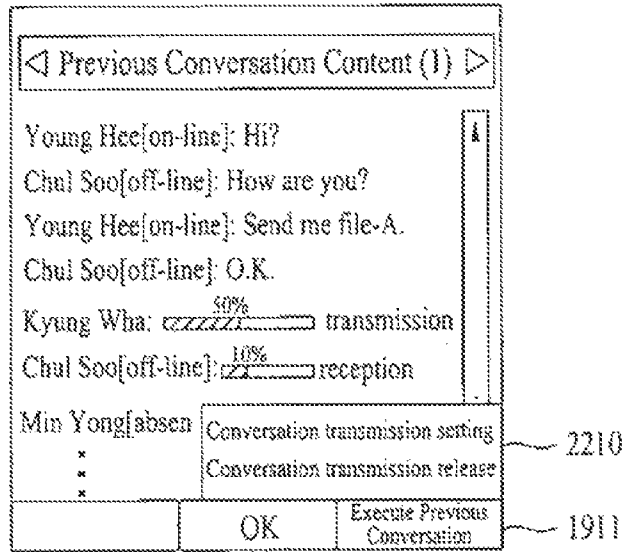 ◁ Previous Conversation Content (1) ▷
Young Hee[on-line]: Hi?
Chul Soo[off-line]: How are you?
Young Hee[on-line]: Send me file-A.
Chul Soo[off-line]: O.K.
Kyung Wha: 50% transmission
Chul Soo[off-line]: 10% reception
Min Yong[absen
Conversation transmission setting
Conversation transmission release
2210
OK
Execute Previous
Conversation
1911